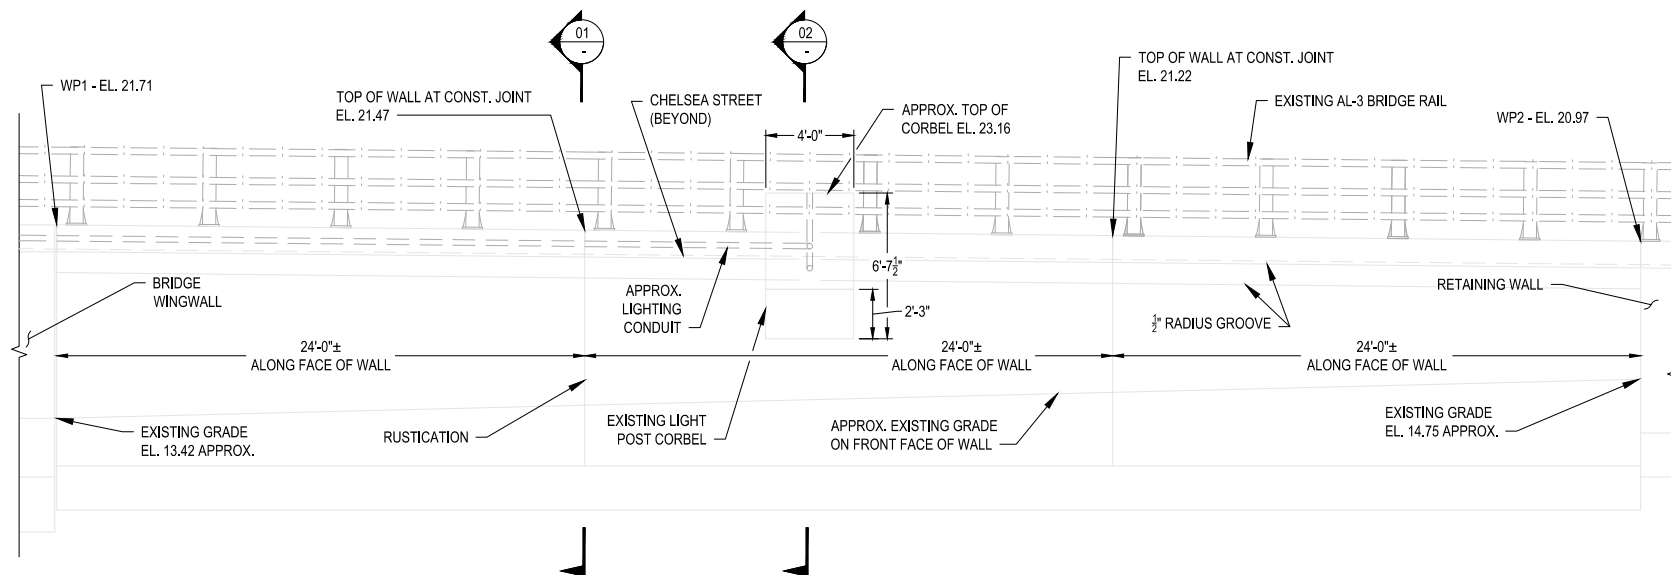 01
-
02
-
WP1 - EL. 21.71
TOP OF WALL AT CONST. JOINT
EL. 21.47
CHELSEA STREET
(BEYOND)
4'-0"
APPROX. TOP OF
CORBEL EL. 23.16
TOP OF WALL AT CONST. JOINT
EL. 21.22
EXISTING AL-3 BRIDGE RAIL
WP2 - EL. 20.97
BRIDGE
WINGWALL
APPROX.
LIGHTING
CONDUIT
6'-7½"
2'-3"
½" RADIUS GROOVE
RETAINING WALL
24'-0"±
ALONG FACE OF WALL
24'-0"±
ALONG FACE OF WALL
24'-0"±
ALONG FACE OF WALL
EXISTING GRADE
EL. 13.42 APPROX.
RUSTICATION
EXISTING LIGHT
POST CORBEL
APPROX. EXISTING GRADE
ON FRONT FACE OF WALL
EXISTING GRADE
EL. 14.75 APPROX.